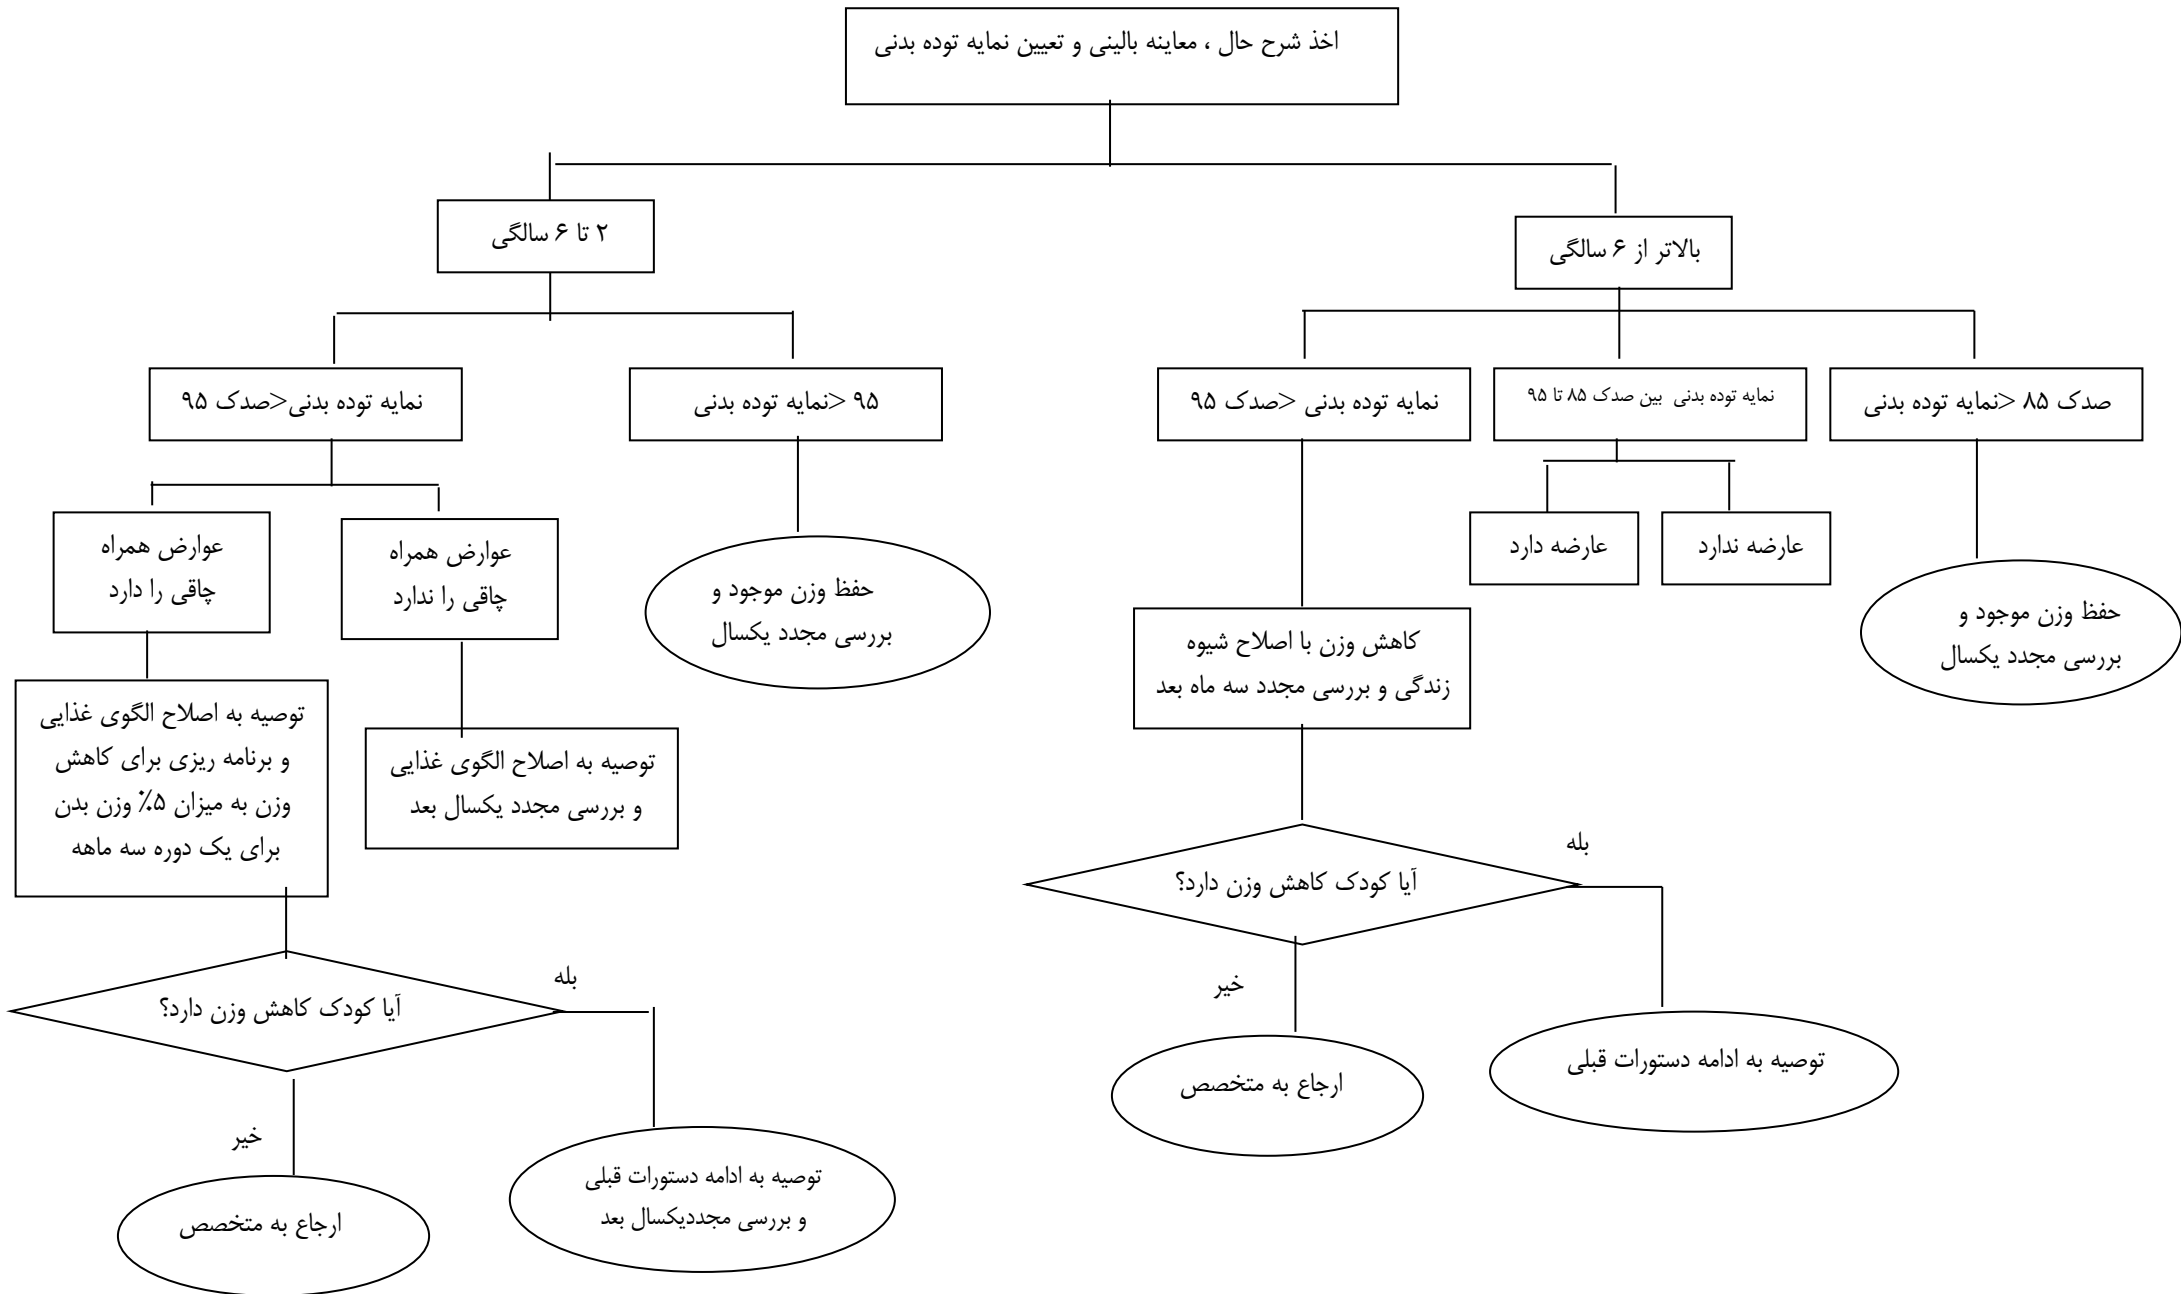 اخذ شرح حال ، معاینه بالینی و تعیین نمایه توده بدنی
بالاتر از ۶ سالگی
۲ تا ۶ سالگی
صدک ۸۵ <نمایه توده بدنی
نمایه توده بدنی بین صدک ۸۵ تا ۹۵
نمایه توده بدنی <صدک ۹۵
۹۵ <نمایه توده بدنی
نمایه توده بدنی<صدک ۹۵
عارضه ندارد
عارضه دارد
حفظ وزن موجود و
بررسی مجدد یکسال
کاهش وزن با اصلاح شیوه
زندگی و بررسی مجدد سه ماه بعد
آیا کودک کاهش وزن دارد؟
بله
خیر
توصیه به ادامه دستورات قبلی
ارجاع به متخصص
حفظ وزن موجود و
بررسی مجدد یکسال
عوارض همراه
چاقی را ندارد
عوارض همراه
چاقی را دارد
توصیه به اصلاح الگوی غذایی
و بررسی مجدد یکسال بعد
توصیه به اصلاح الگوی غذایی
و برنامه ریزی برای کاهش
وزن به میزان ۵٪ وزن بدن
برای یک دوره سه ماهه
آیا کودک کاهش وزن دارد؟
بله
خیر
توصیه به ادامه دستورات قبلی
و بررسی مجددیکسال بعد
ارجاع به متخصص